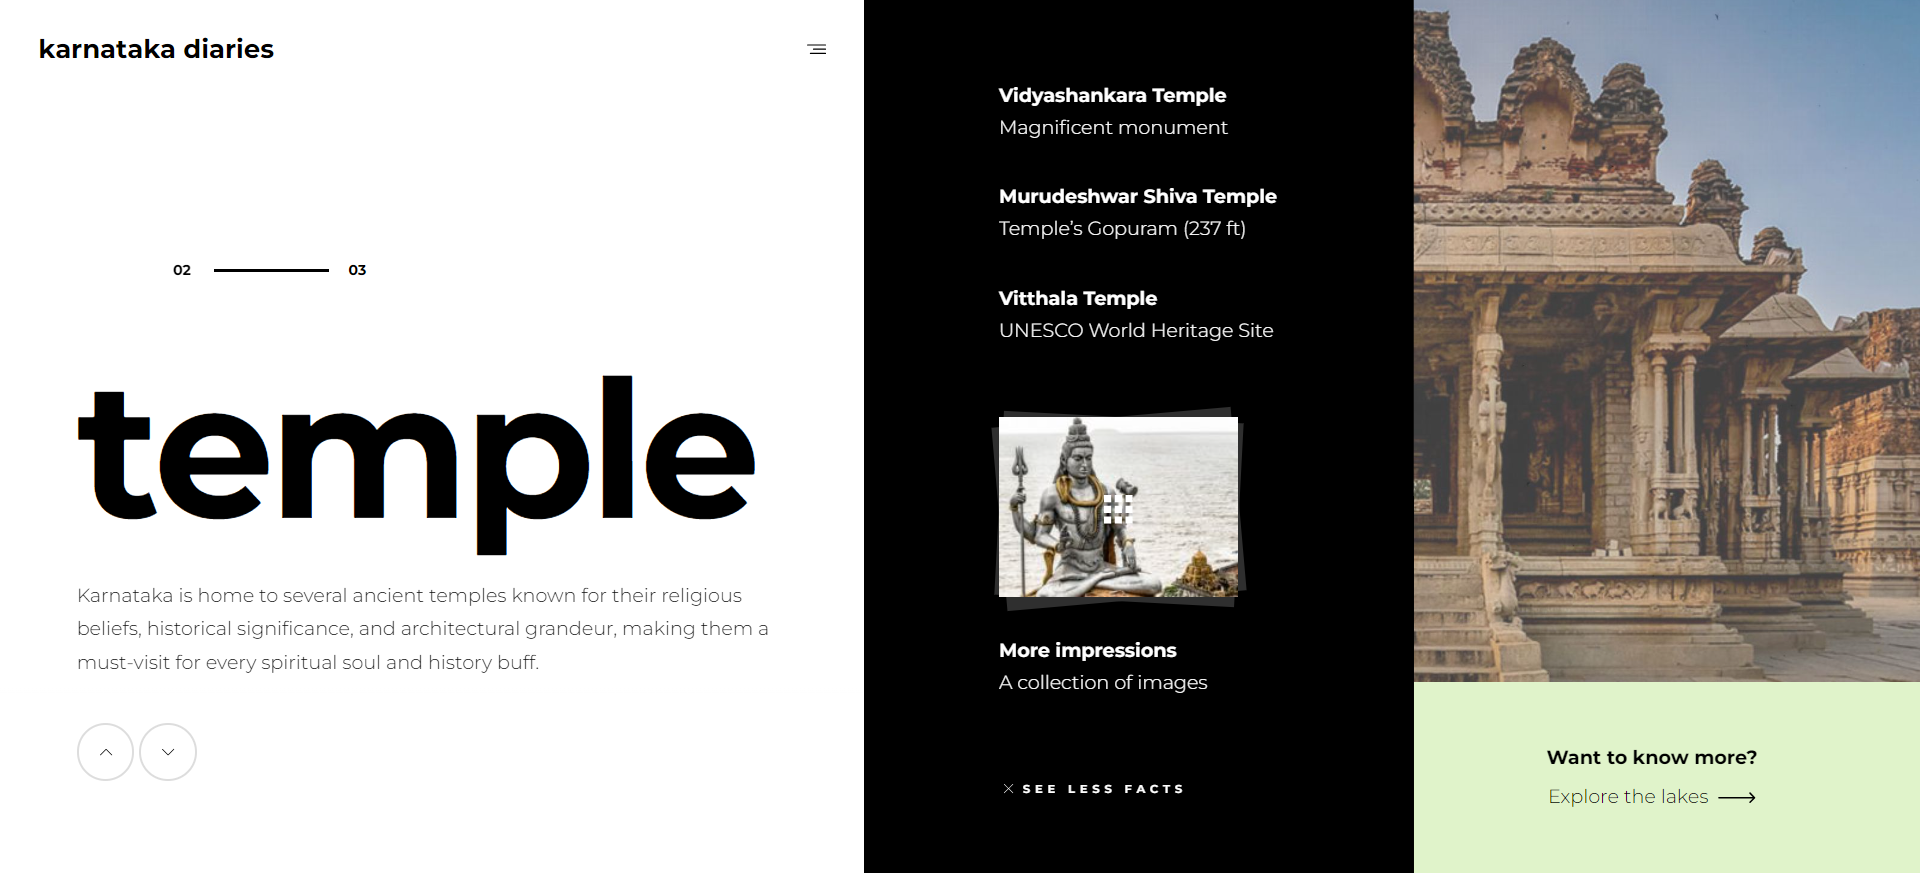 karnataka diaries
02 03
temple
Karnataka is home to several ancient temples known for their religious
beliefs, historical significance, and architectural grandeur, making them a
must-visit for every spiritual soul and history buff.
Vidyashankara Temple
Magnificent monument
Murudeshwar Shiva Temple
Temple’s Gopuram (237 ft)
Vitthala Temple
UNESCO World Heritage Site
More impressions
A collection of images
SEE LESS FACTS
Want to know more?
Explore the lakes